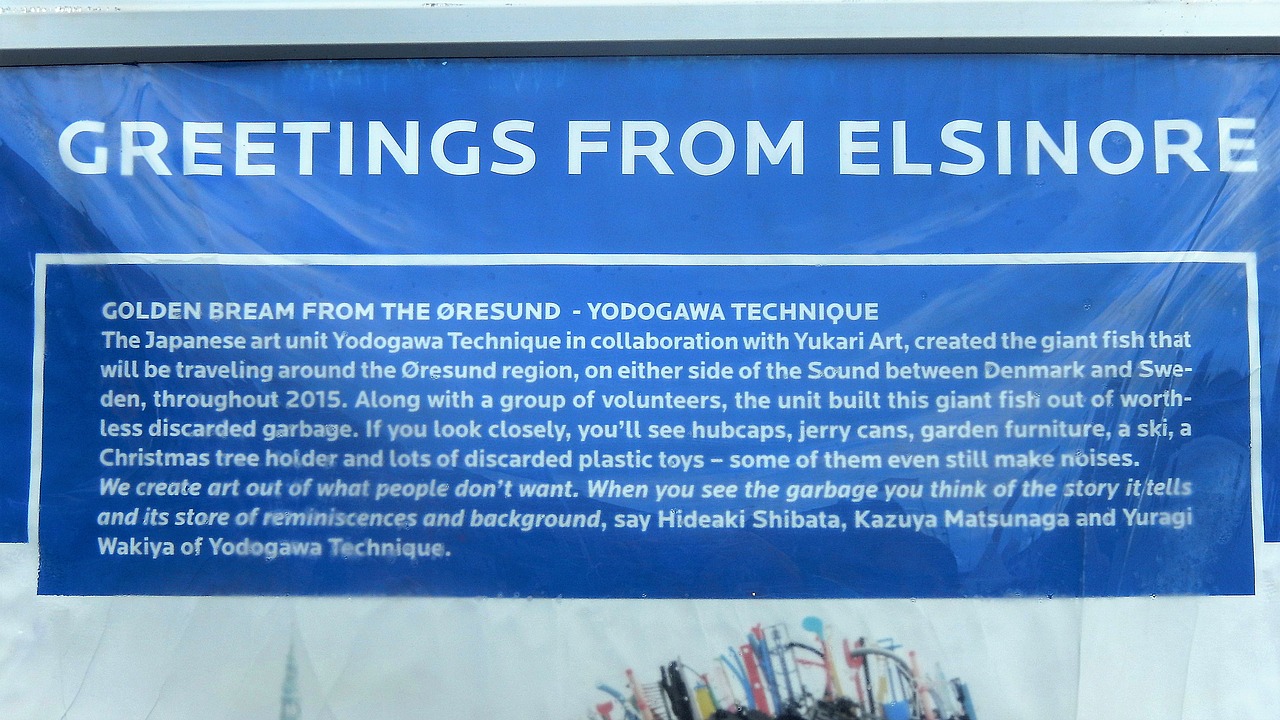 GREETINGS FROM ELSINORE
GOLDEN BREAM FROM THE ØRESUND - YODOGAWA TECHNIQUE
The Japanese art unit Yodogawa Technique in collaboration with Yukari Art, created the giant fish that
will be traveling around the Øresund region, on either side of the Sound between Denmark and Swe-
den, throughout 2015. Along with a group of volunteers, the unit built this giant fish out of worth-
less discarded garbage. If you look closely, you'll see hubcaps, jerry cans, garden furniture, a ski, a
Christmas tree holder and lots of discarded plastic toys – some of them even still make noises.
We create art out of what people don't want. When you see the garbage you think of the story it tells
and its store of reminiscences and background, say Hideaki Shibata, Kazuya Matsunaga and Yuragi
Wakiya of Yodogawa Technique.